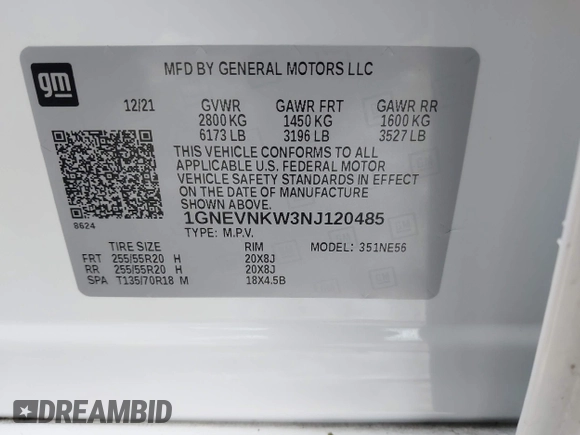 gm
MFD BY GENERAL MOTORS LLC
12/21 GVWR GAWR FRT GAWR RR
2800 KG 1450 KG 1600 KG
6173 LB 3196 LB 3527 LB
THIS VEHICLE CONFORMS TO ALL
APPLICABLE U.S. FEDERAL MOTOR
VEHICLE SAFETY STANDARDS IN EFFECT
ON THE DATE OF MANUFACTURE
SHOWN ABOVE.
1GNEVNKW3NJ120485
8624 TYPE: M.P.V.
TIRE SIZE RIM MODEL: 351NE56
FRT 255/55R20 H 20X8J
RR 255/55R20 H 20X8J
SPA T135/70R18 M 18X4.5B
DREAMBID